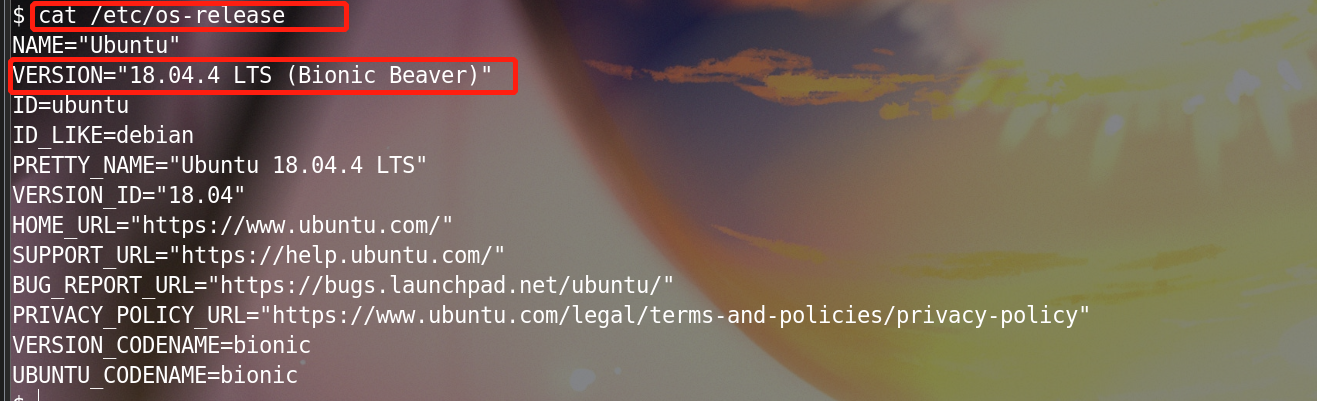 $ cat /etc/os-release
NAME="Ubuntu"
VERSION="18.04.4 LTS (Bionic Beaver)"
ID=ubuntu
ID_LIKE=debian
PRETTY_NAME="Ubuntu 18.04.4 LTS"
VERSION_ID="18.04"
HOME_URL="https://www.ubuntu.com/"
SUPPORT_URL="https://help.ubuntu.com/"
BUG_REPORT_URL="https://bugs.launchpad.net/ubuntu/"
PRIVACY_POLICY_URL="https://www.ubuntu.com/legal/terms-and-policies/privacy-policy"
VERSION_CODENAME=bionic
UBUNTU_CODENAME=bionic
$